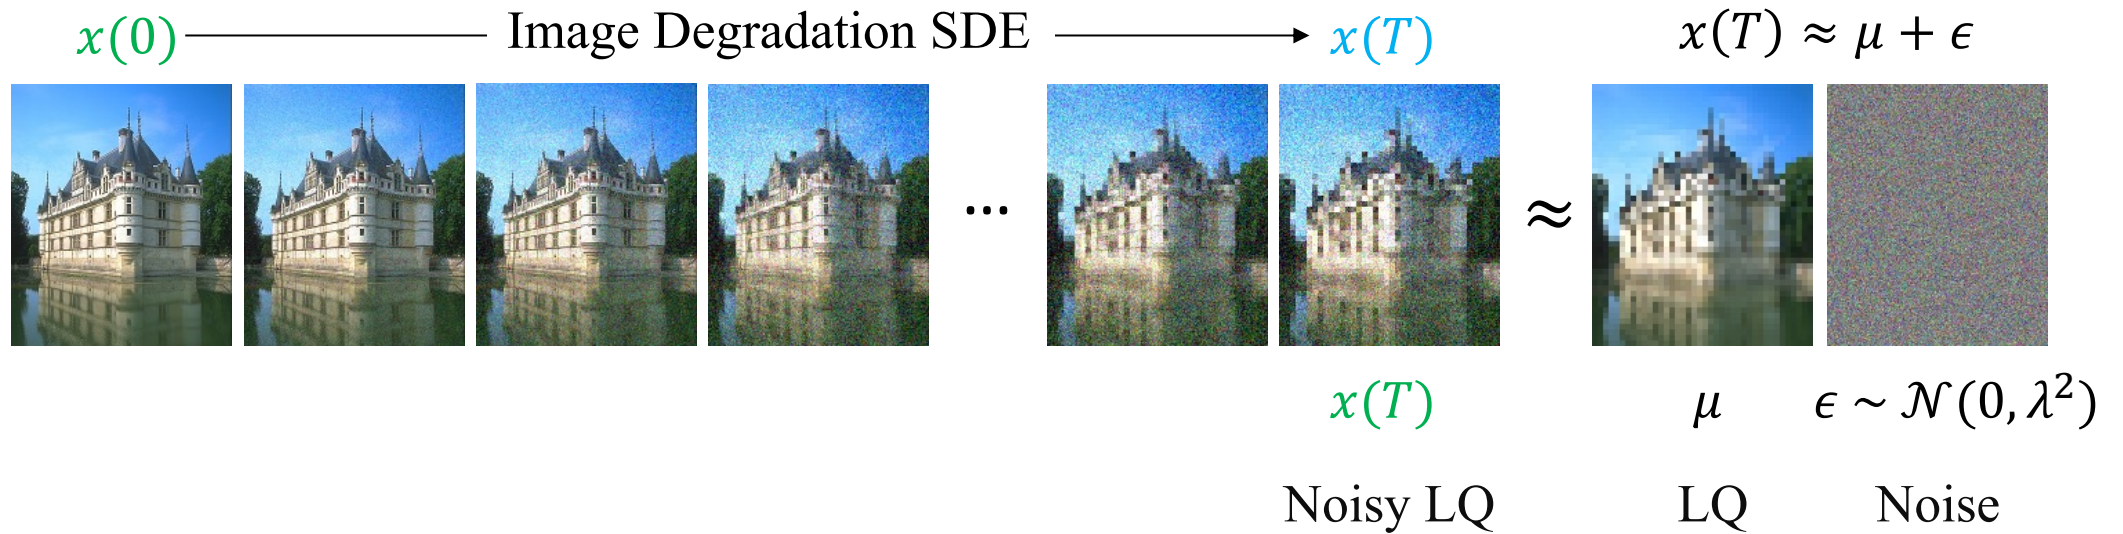 x(0) Image Degradation SDE x(T) x(T) ≈ μ + ϵ
... ≈
x(T) μ ϵ ~ 𝒩(0, λ²)
Noisy LQ LQ Noise